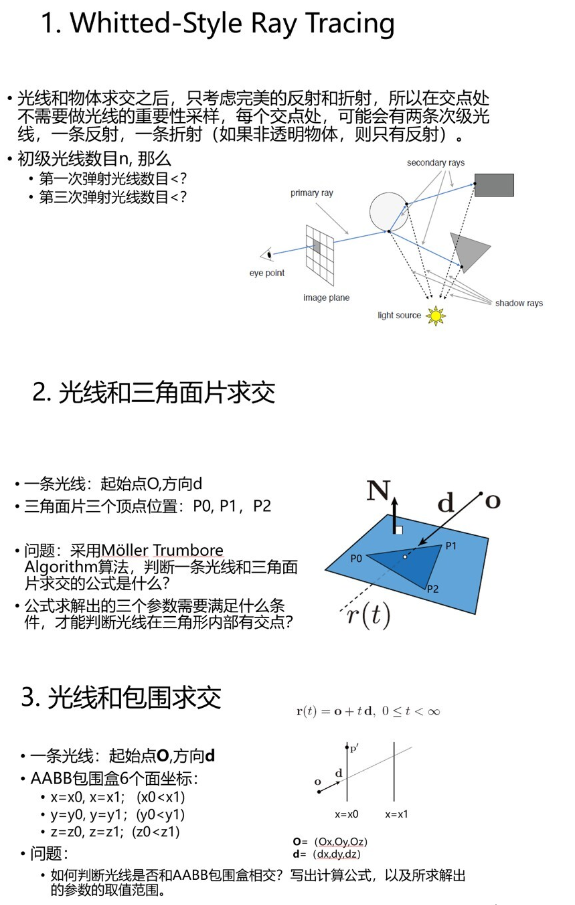 1. Whitted-Style Ray Tracing
• 光线和物体求交之后，只考虑完美的反射和折射，所以在交点处
不需要做光线的重要性采样, 每个交点处，可能会有两条次级光
线，一条反射，一条折射（如果非透明物体，则只有反射）。
• 初级光线数目n, 那么
• 第一次弹射光线数目<?
• 第三次弹射光线数目<?
secondary rays
primary ray
eye point
image plane
light source
shadow rays
2. 光线和三角面片求交
• 一条光线：起始点O,方向d
• 三角面片三个顶点位置：P0, P1，P2
• 问题：采用Möller Trumbore
Algorithm算法，判断一条光线和三角面
片求交的公式是什么？
• 公式求解出的三个参数需要满足什么条
件，才能判断光线在三角形内部有交点？
N
d
o
P0
P1
P2
r(t)
3. 光线和包围求交
r(t) = o + t d, 0 ≤ t < ∞
• 一条光线：起始点O,方向d
• AABB包围盒6个面坐标：
• x=x0, x=x1;（x0<x1）
• y=y0, y=y1;（y0<y1）
• z=z0, z=z1;（z0<z1）
p'
d
o
x=x0 x=x1
O=（Ox,Oy,Oz）
d=（dx,dy,dz）
• 问题：
• 如何判断光线是否和AABB包围盒相交？写出计算公式，以及所求解出
的参数的取值范围。